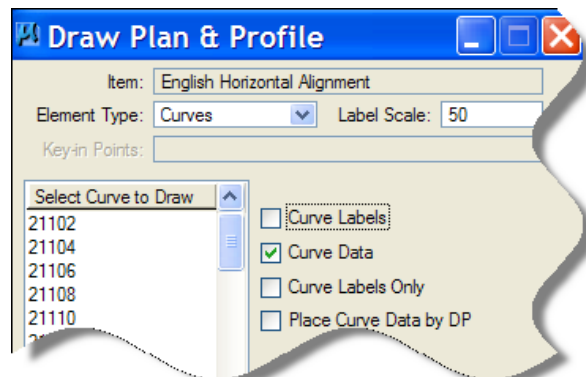 Draw Plan & Profile
Item: English Horizontal Alignment
Element Type: Curves Label Scale: 50
Key-in Points:
Select Curve to Draw
21102
21104
21106
21108
21110
Curve Labels
Curve Data
Curve Labels Only
Place Curve Data by DP